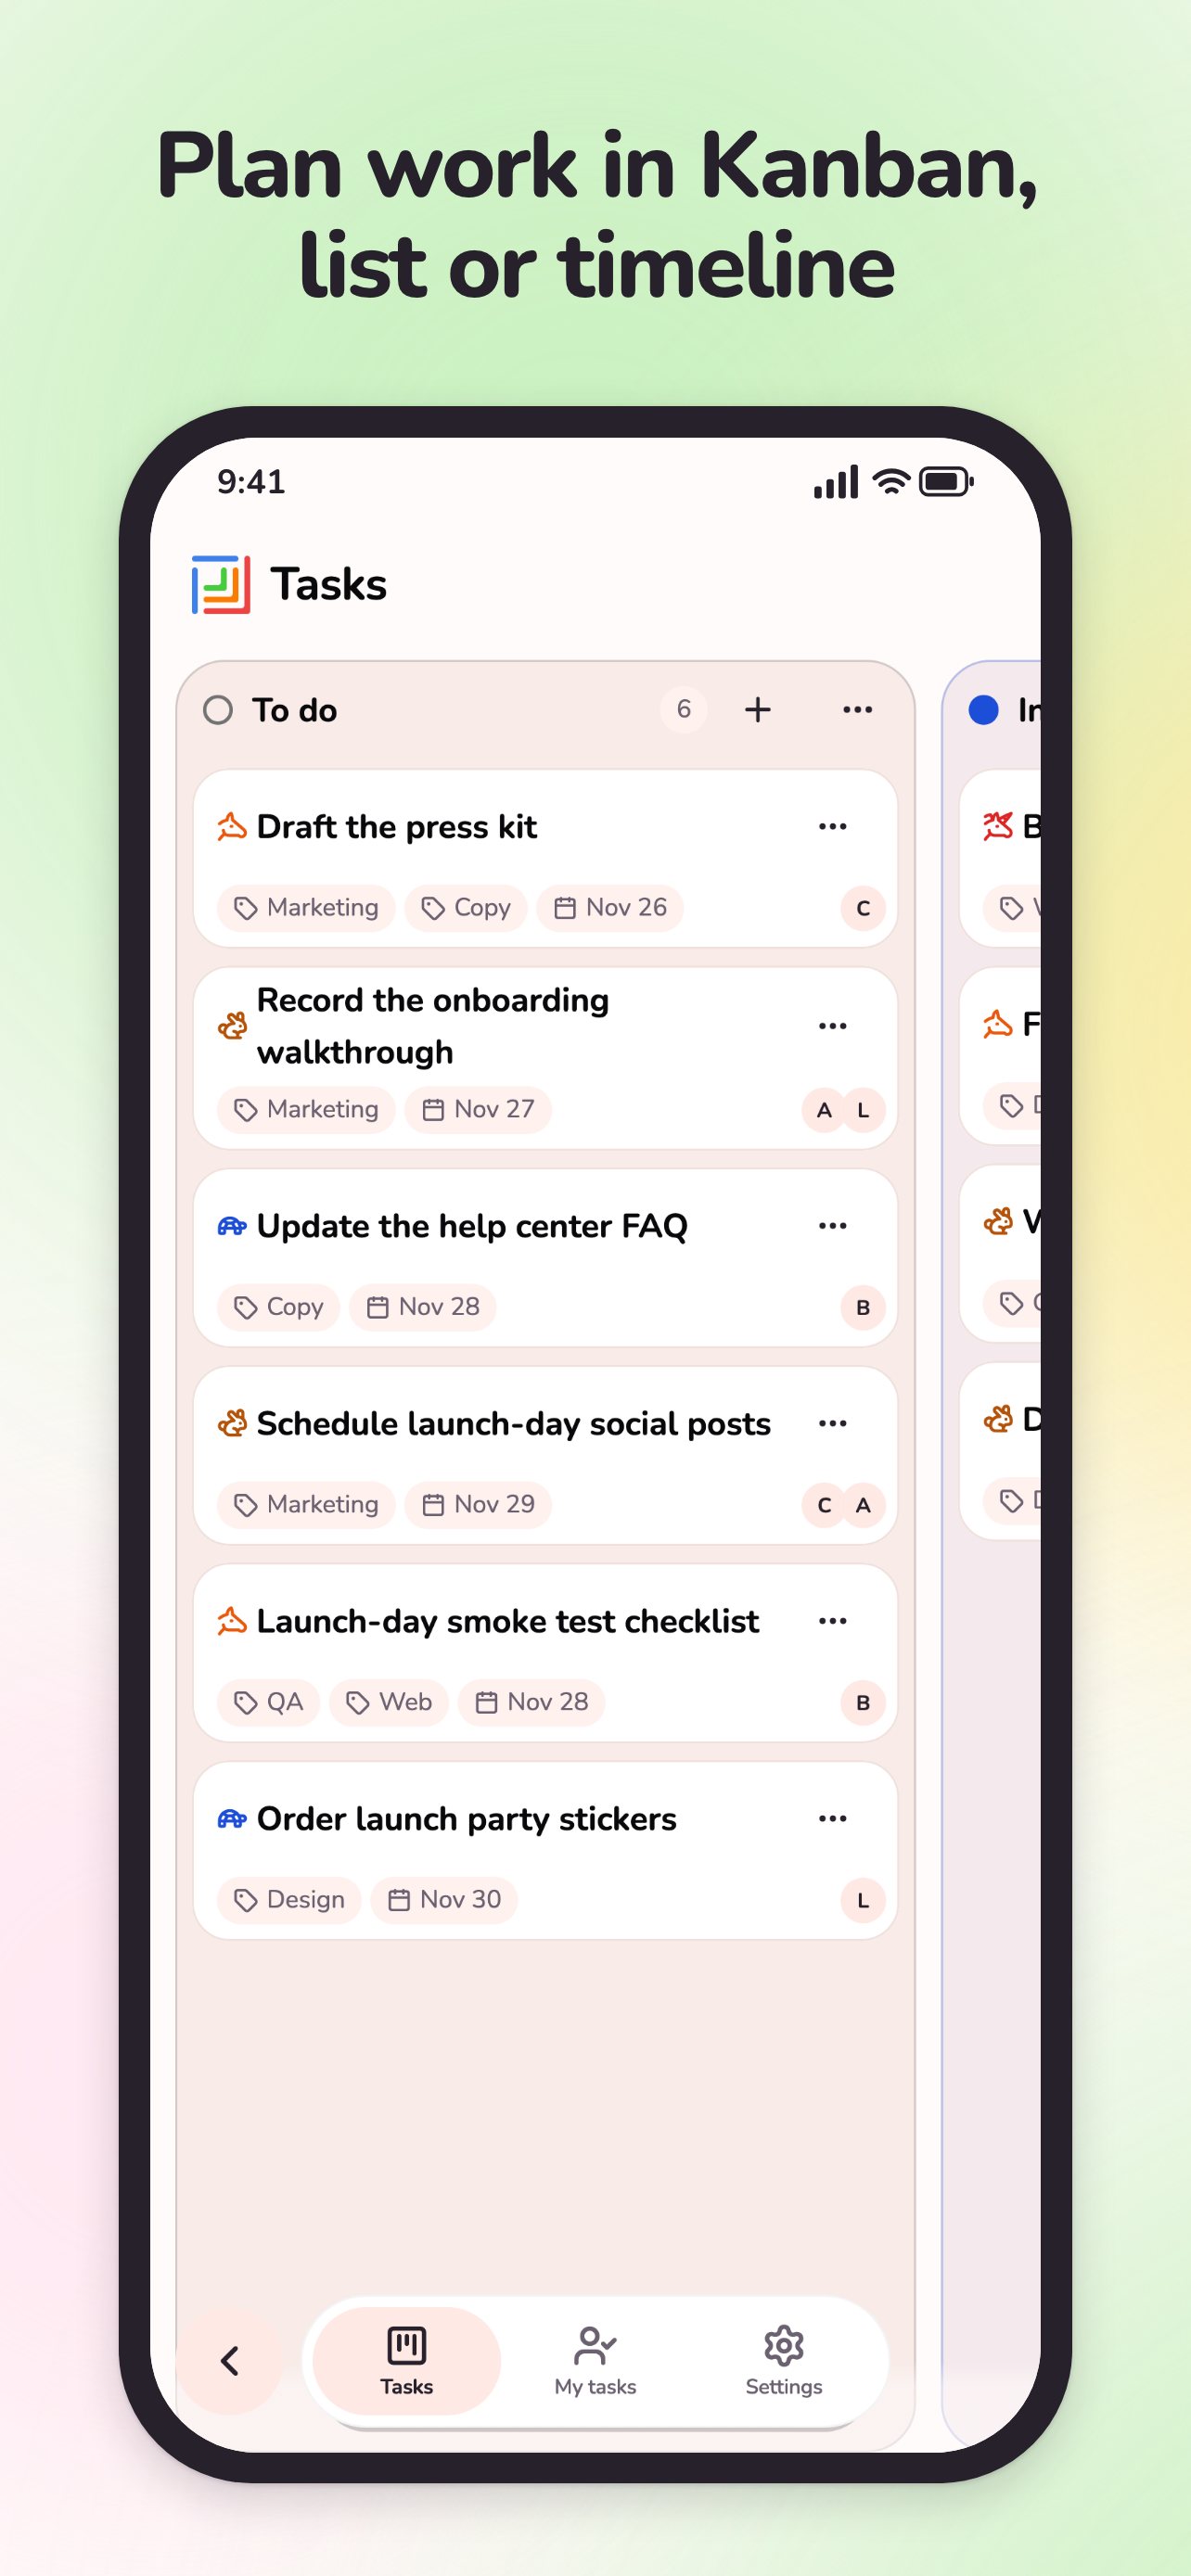 Plan work in Kanban,
list or timeline
9:41
Tasks
To do
6
Draft the press kit
Marketing
Copy
Nov 26
C
Record the onboarding
walkthrough
Marketing
Nov 27
A
L
Update the help center FAQ
Copy
Nov 28
B
Schedule launch-day social posts
Marketing
Nov 29
C
A
Launch-day smoke test checklist
QA
Web
Nov 28
B
Order launch party stickers
Design
Nov 30
L
Tasks
My tasks
Settings